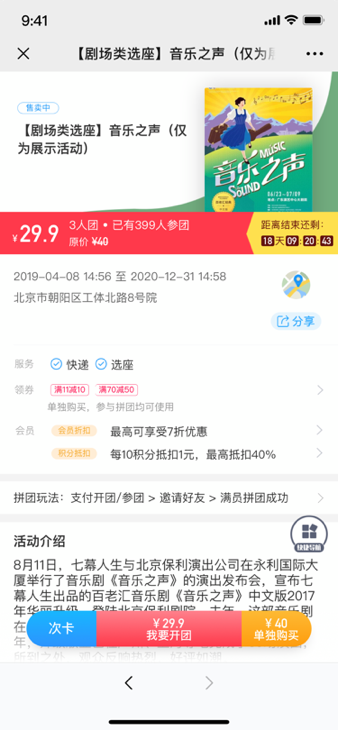 9:41
【剧场类选座】音乐之声（仅为展
售卖中
【剧场类选座】音乐之声（仅
为展示活动）
音乐之声
MUSIC
SOUND
¥29.9
3人团 • 已有399人参团
原价 ¥40
距离结束还剩：
18天09:20:43
2019-04-08 14:56 至 2020-12-31 14:58
北京市朝阳区工体北路8号院
分享
服务 快递 选座
领券 满11减10 满70减50
单独购买，参与拼团均可使用
会员 会员折扣 最高可享受7折优惠
积分抵扣 每10积分抵扣1元，最高抵扣40%
拼团玩法：支付开团/参团 > 邀请好友 > 满员拼团成功
快捷导航
活动介绍
8月11日，七幕人生与北京保利演出公司在永利国际大
厦举行了音乐剧《音乐之声》的演出发布会，宣布七
幕人生出品的百老汇音乐剧《音乐之声》中文版2017
年华丽升级，登陆北京保利剧院。去年，这部音乐剧
在
年，
次卡
¥29.9
我要开团
¥40
单独购买